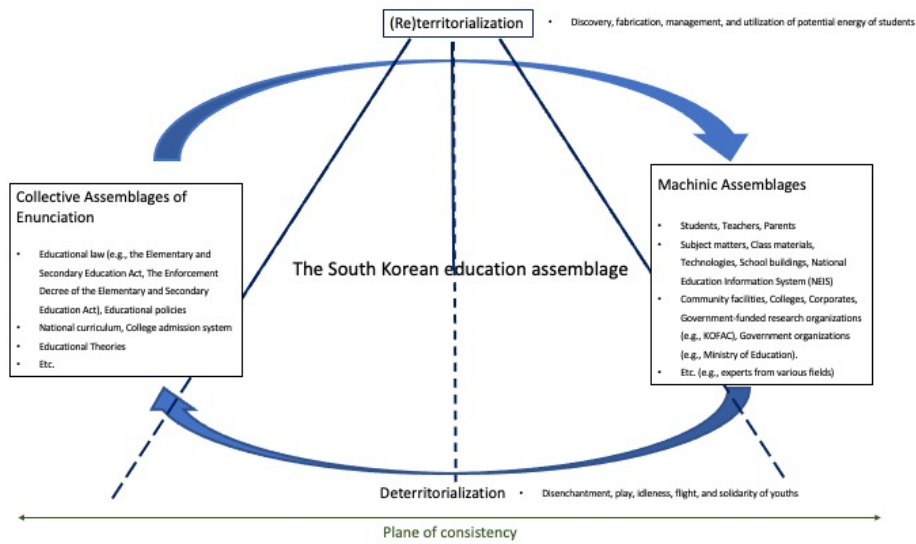 (Re)territorialization
• Discovery, fabrication, management, and utilization of potential energy of students
Collective Assemblages of
Enunciation
• Educational law (e.g., the Elementary and
Secondary Education Act, The Enforcement
Decree of the Elementary and Secondary
Education Act), Educational policies
• National curriculum, College admission system
• Educational Theories
• Etc.
The South Korean education assemblage
Machinic Assemblages
• Students, Teachers, Parents
• Subject matters, Class materials,
Technologies, School buildings, National
Education Information System (NEIS)
• Community facilities, Colleges, Corporates,
Government-funded research organizations
(e.g., KOFAC), Government organizations
(e.g., Ministry of Education).
• Etc. (e.g., experts from various fields)
Deterritorialization
• Disenchantment, play, idleness, flight, and solidarity of youths
Plane of consistency